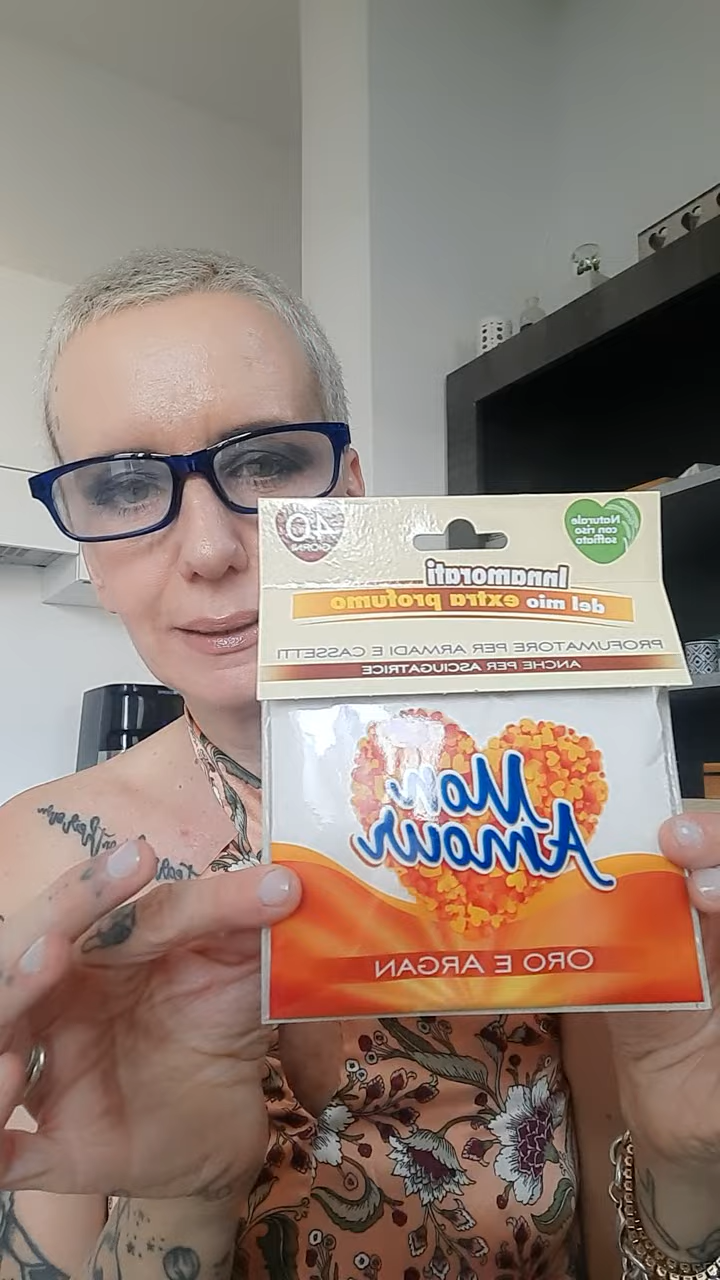 40
GIORNI
Naturale
con riso
soffiato
Innamorati
del mio extra profumo
PROFUMATORE PER ARMADI E CASSETTI
ANCHE PER ASCIUGATRICE
Mon
Amour
ORO E ARGAN